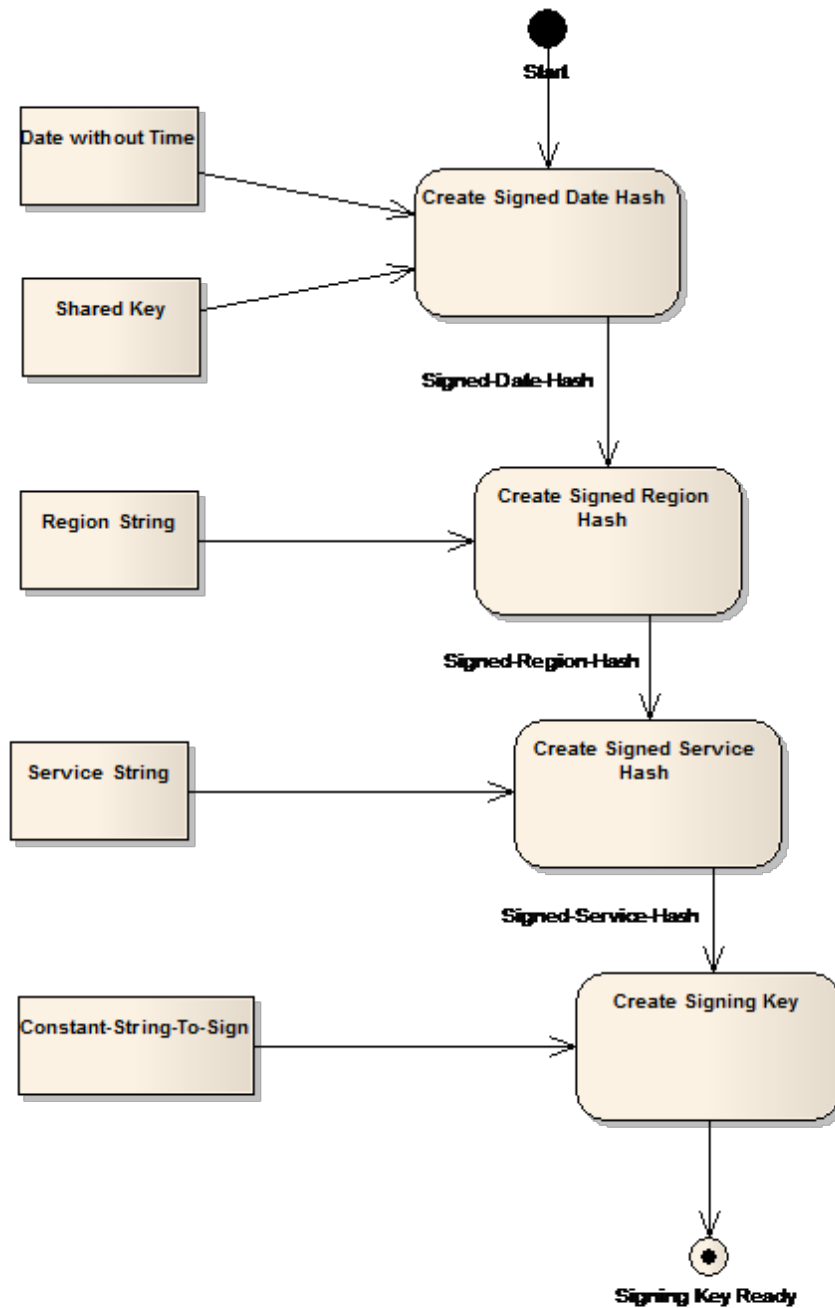 Start
Date without Time
Create Signed Date Hash
Shared Key
Signed-Date-Hash
Create Signed Region
Hash
Region String
Signed-Region-Hash
Create Signed Service
Hash
Service String
Signed-Service-Hash
Create Signing Key
Constant-String-To-Sign
Signing Key Ready